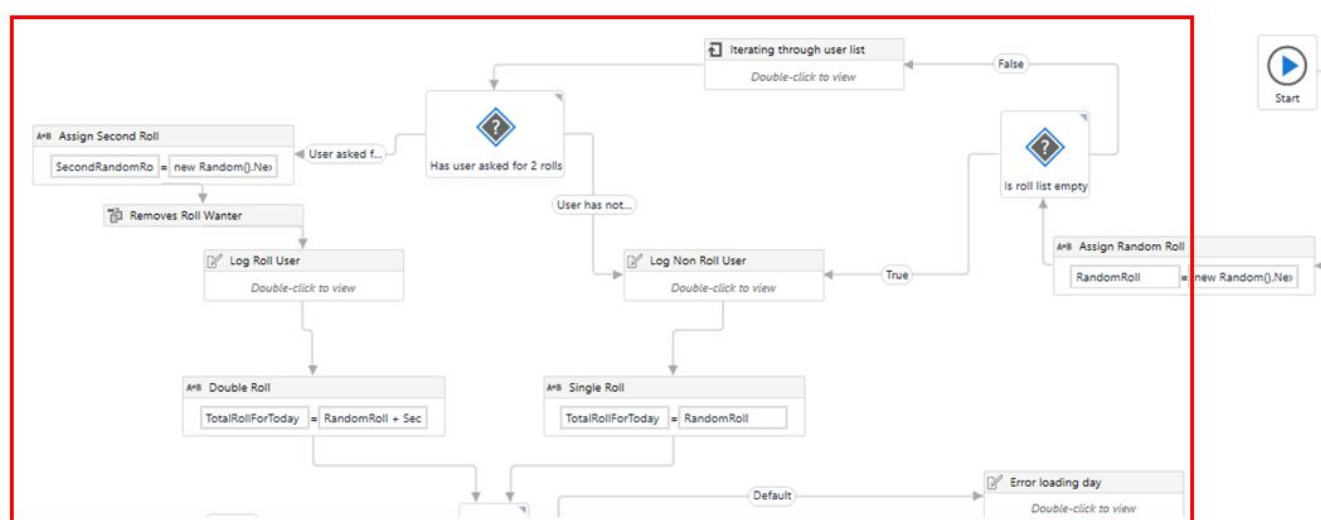 Iterating through user list
Double-click to view
False
Start
Has user asked for 2 rolls
Is roll list empty
A*B Assign Second Roll
SecondRandomRo = new Random().Ne
User asked f...
Removes Roll Wanter
User has not...
Log Roll User
Double-click to view
Log Non Roll User
Double-click to view
True
A*B Assign Random Roll
RandomRoll = new Random().Ne
A*B Double Roll
TotalRollForToday = RandomRoll + Sec
A*B Single Roll
TotalRollForToday = RandomRoll
Default
Error loading day
Double-click to view